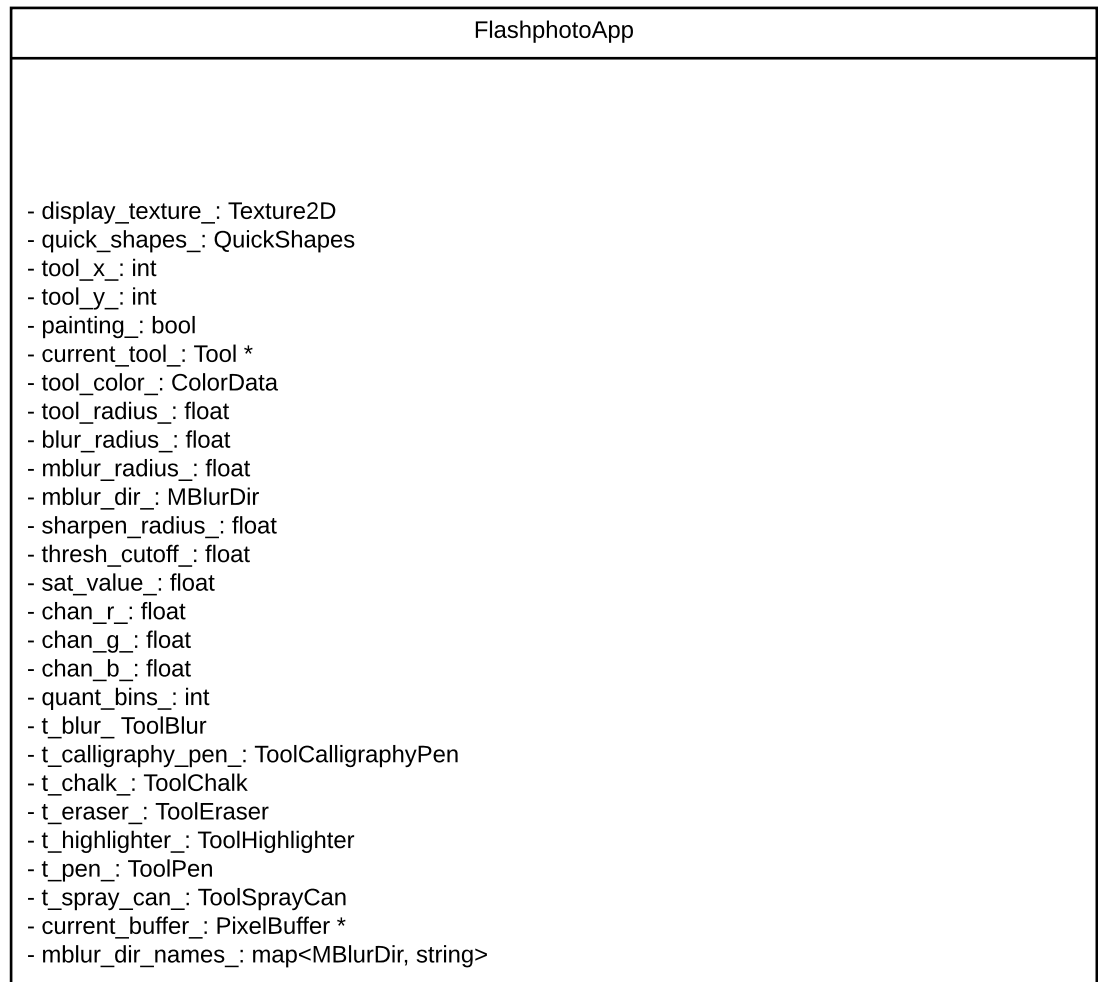 FlashphotoApp
- display_texture_: Texture2D
- quick_shapes_: QuickShapes
- tool_x_: int
- tool_y_: int
- painting_: bool
- current_tool_: Tool *
- tool_color_: ColorData
- tool_radius_: float
- blur_radius_: float
- mblur_radius_: float
- mblur_dir_: MBlurDir
- sharpen_radius_: float
- thresh_cutoff_: float
- sat_value_: float
- chan_r_: float
- chan_g_: float
- chan_b_: float
- quant_bins_: int
- t_blur_ ToolBlur
- t_calligraphy_pen_: ToolCalligraphyPen
- t_chalk_: ToolChalk
- t_eraser_: ToolEraser
- t_highlighter_: ToolHighlighter
- t_pen_: ToolPen
- t_spray_can_: ToolSprayCan
- current_buffer_: PixelBuffer *
- mblur_dir_names_: map<MBlurDir, string>